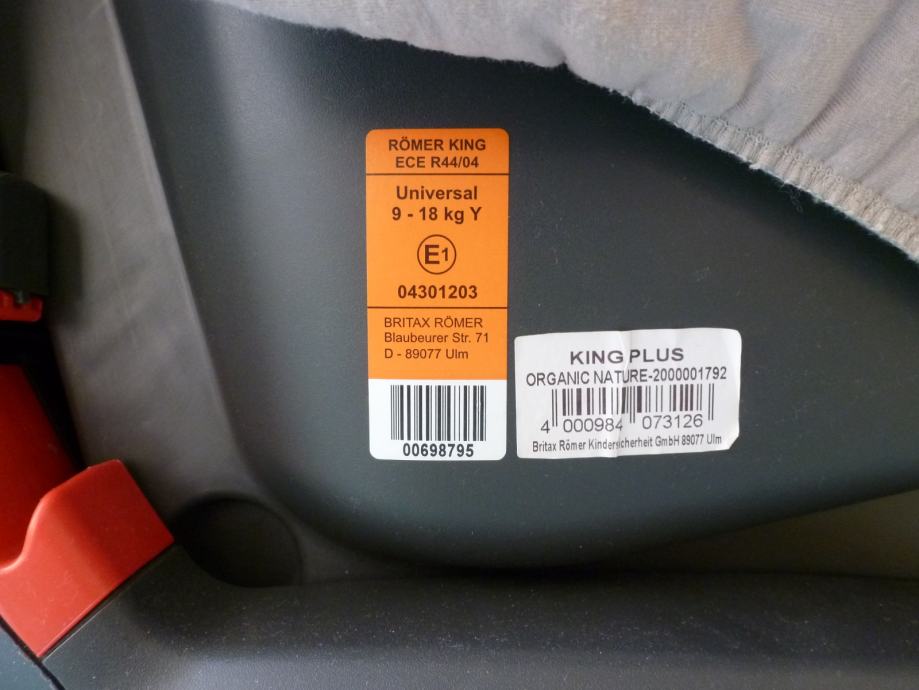 RÖMER KING
ECE R44/04
Universal
9 - 18 kg Y
E1
04301203
BRITAX RÖMER
Blaubeurer Str. 71
D - 89077 Ulm
00698795
KING PLUS
ORGANIC NATURE-2000001792
4 000984 073126
Britax Römer Kindersicherheit GmbH 89077 Ulm